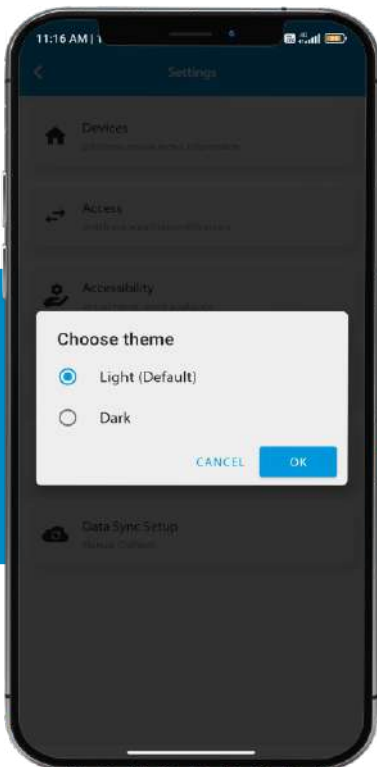 11:16 AM |
Settings
Devices
Access
Accessibility
Choose theme
Light (Default)
Dark
CANCEL
OK
Data Sync Setup